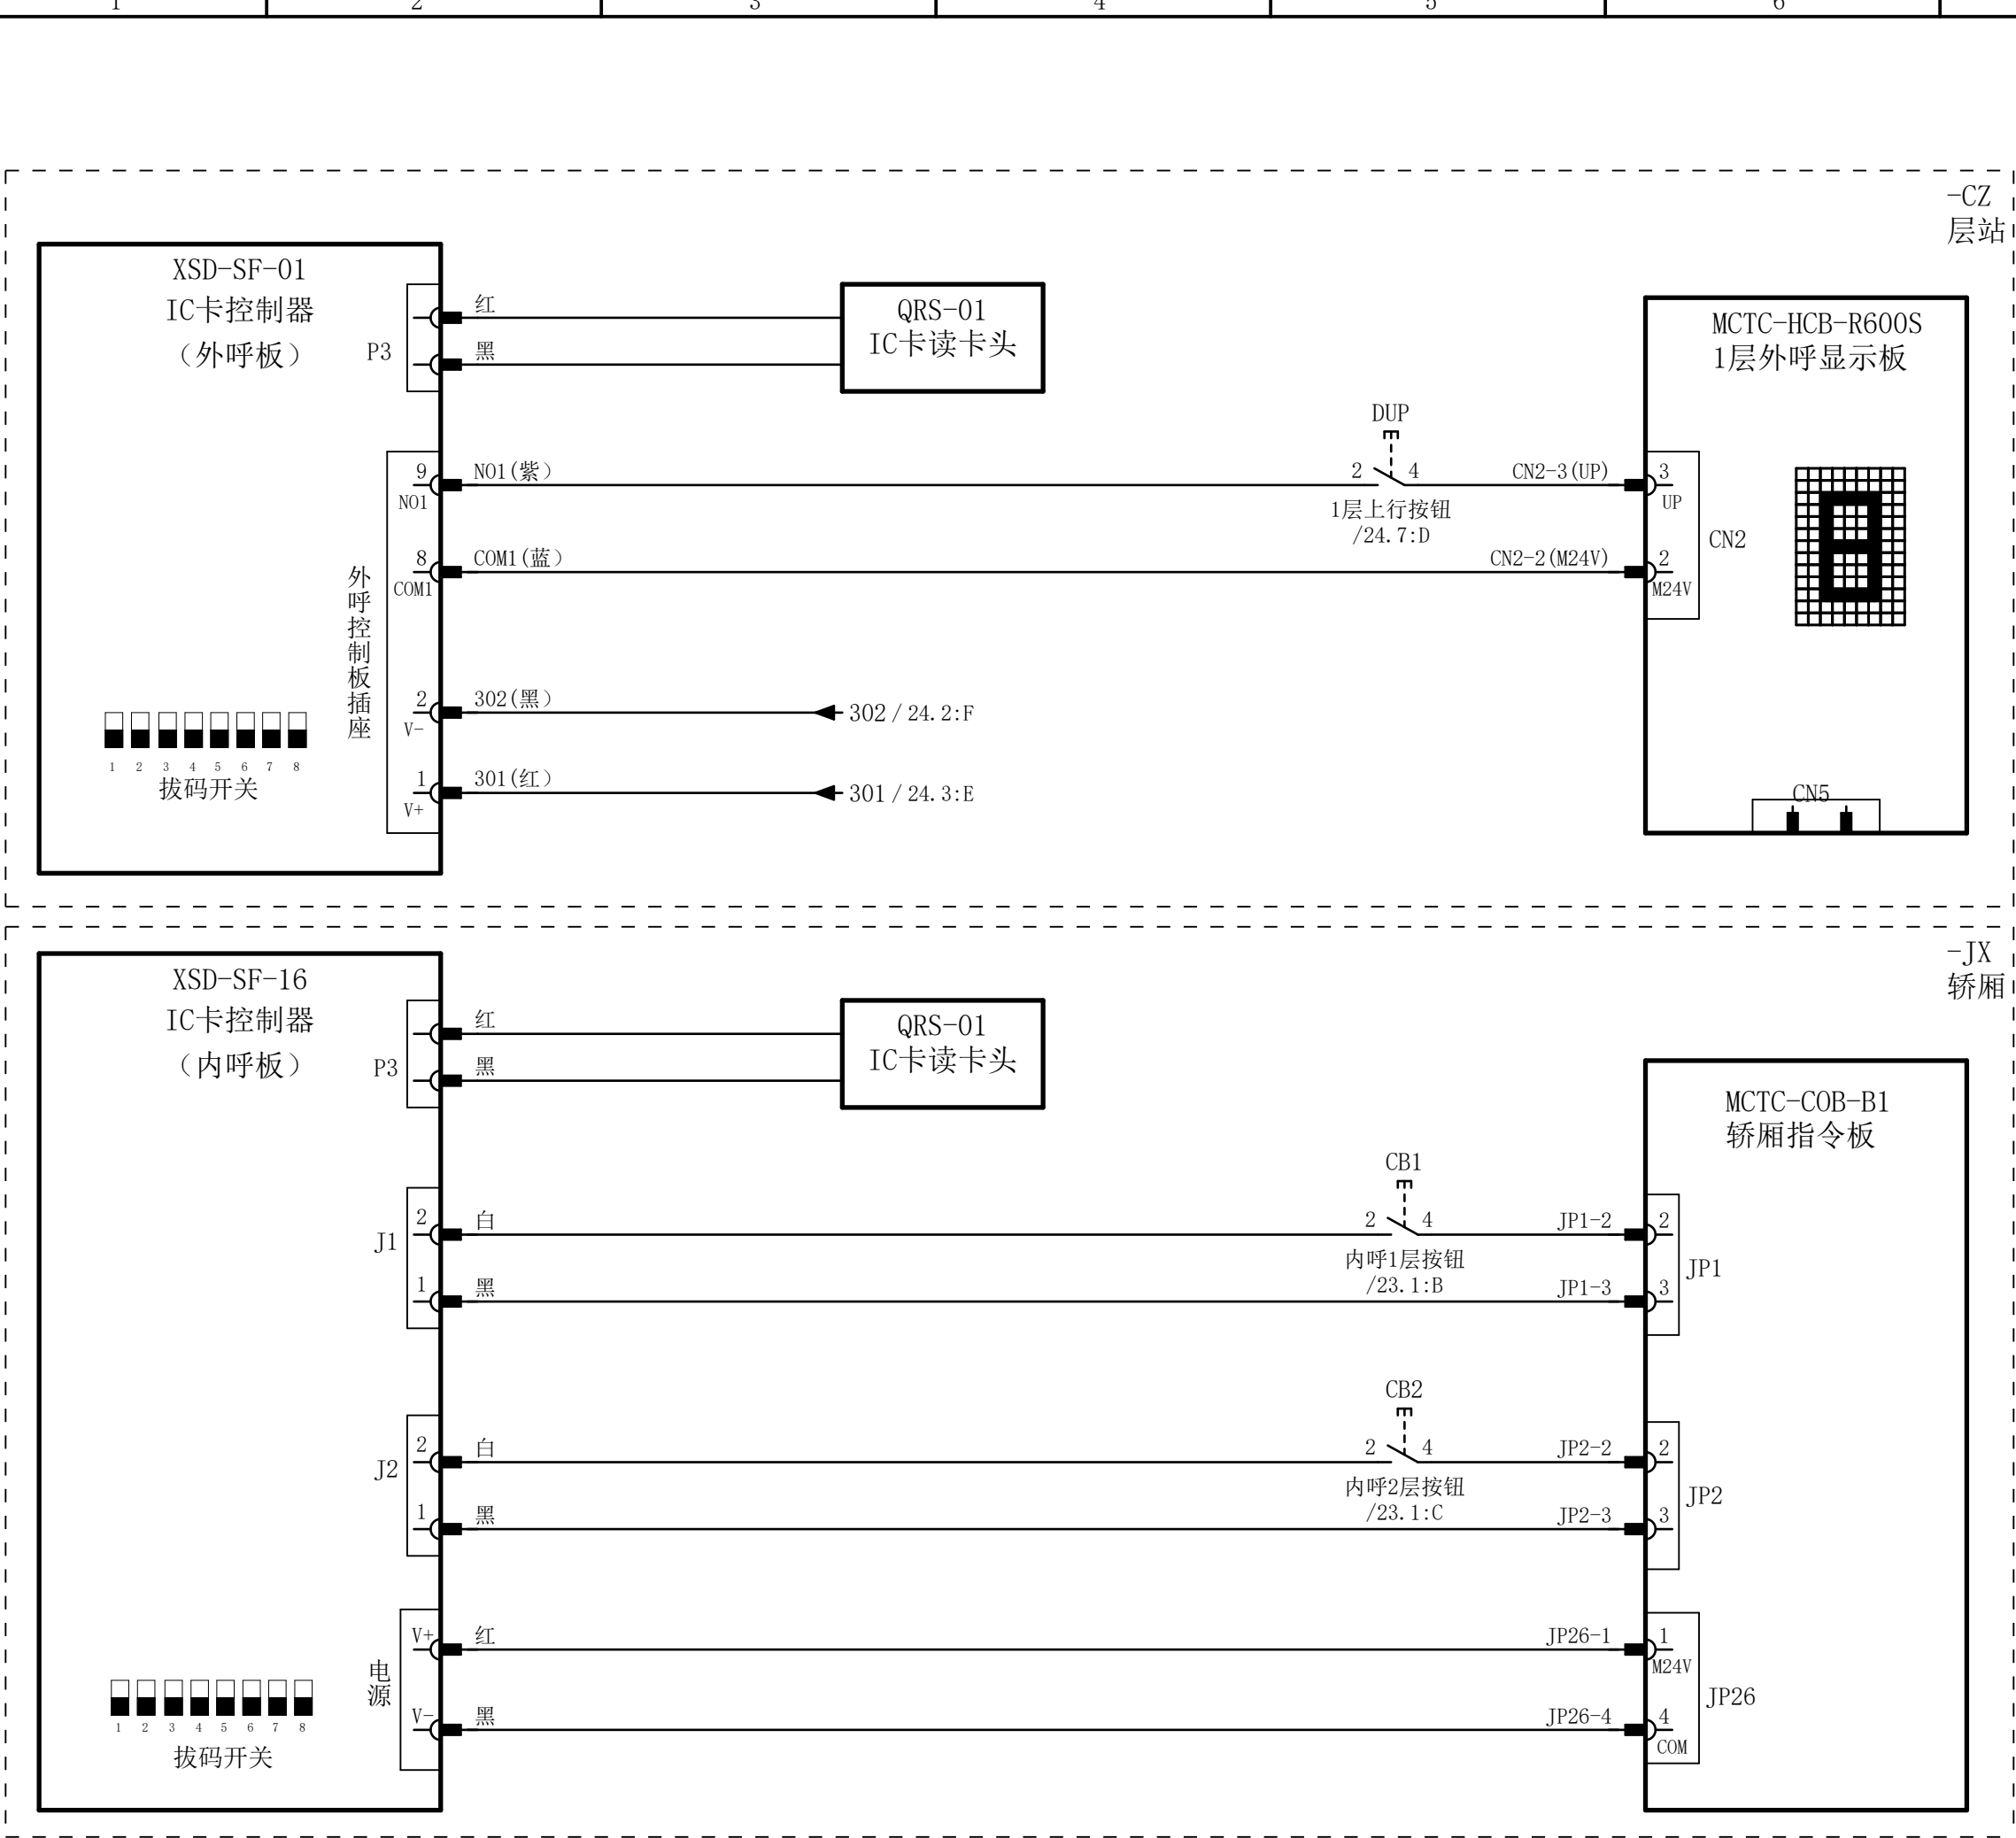 1 2 3 4 5 6
-CZ
层站
XSD-SF-01
IC卡控制器
（外呼板）
P3
红
黑
QRS-01
IC卡读卡头
MCTC-HCB-R600S
1层外呼显示板
DUP
9
NO1
NO1(紫)
2 4
1层上行按钮
/24.7:D
CN2-3(UP)
3
UP
CN2
8
COM1
COM1(蓝)
CN2-2(M24V)
2
M24V
外呼控制板插座
2
V-
302(黑)
302/24.2:F
1
V+
301(红)
301/24.3:E
1 2 3 4 5 6 7 8
拔码开关
CN5
-JX
轿厢
XSD-SF-16
IC卡控制器
（内呼板）
P3
红
黑
QRS-01
IC卡读卡头
MCTC-COB-B1
轿厢指令板
CB1
J1
2
白
2 4
内呼1层按钮
/23.1:B
JP1-2
2
JP1
1
黑
JP1-3
3
CB2
J2
2
白
2 4
内呼2层按钮
/23.1:C
JP2-2
2
JP2
1
黑
JP2-3
3
电源
V+
红
JP26-1
1
M24V
JP26
V-
黑
JP26-4
4
COM
1 2 3 4 5 6 7 8
拔码开关